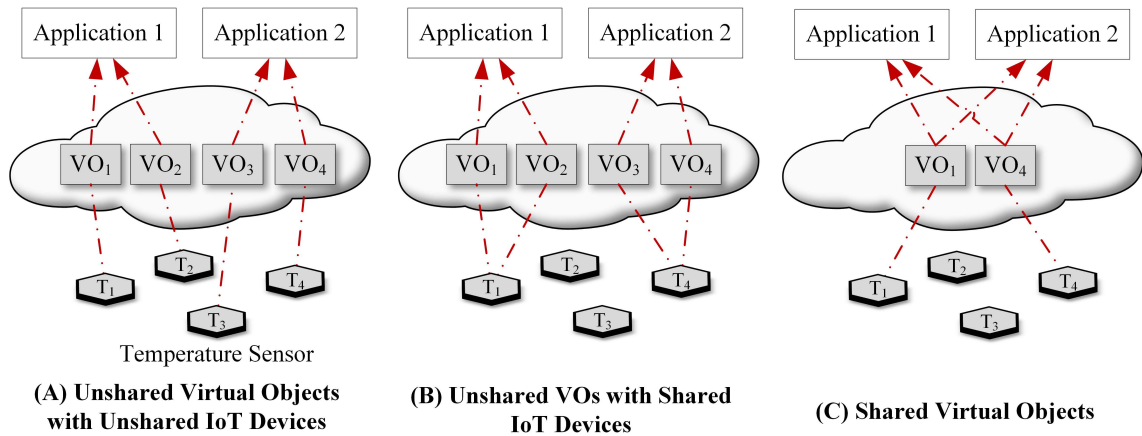 Application 1
Application 2
VO1
VO2
VO3
VO4
T1
T2
T3
T4
Temperature Sensor
(A) Unshared Virtual Objects
with Unshared IoT Devices
Application 1
Application 2
VO1
VO2
VO3
VO4
T1
T2
T3
T4
(B) Unshared VOs with Shared
IoT Devices
Application 1
Application 2
VO1
VO4
T1
T2
T3
T4
(C) Shared Virtual Objects